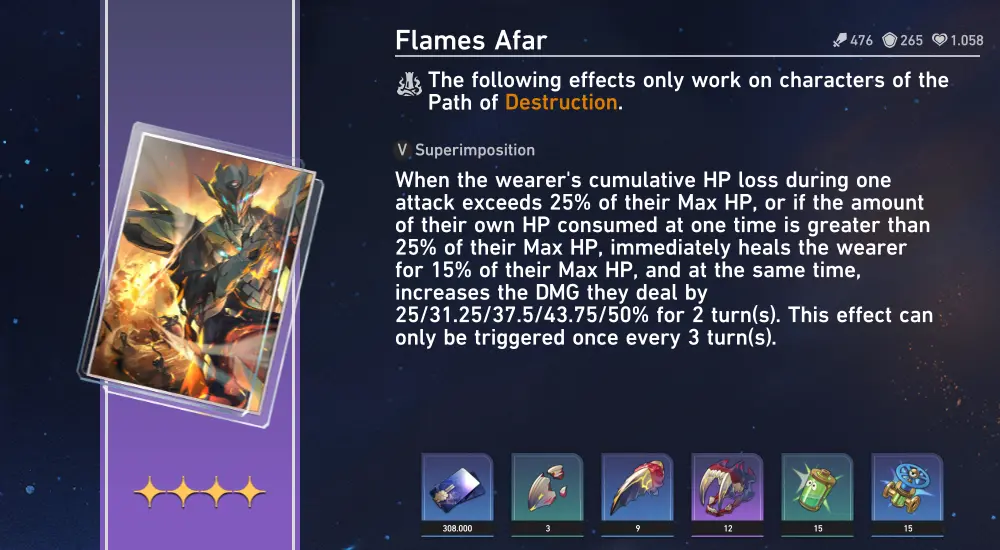 Flames Afar
476 265 1.058
The following effects only work on characters of the
Path of Destruction.
V Superimposition
When the wearer's cumulative HP loss during one
attack exceeds 25% of their Max HP, or if the amount
of their own HP consumed at one time is greater than
25% of their Max HP, immediately heals the wearer
for 15% of their Max HP, and at the same time,
increases the DMG they deal by
25/31.25/37.5/43.75/50% for 2 turn(s). This effect can
only be triggered once every 3 turn(s).
308.000 3 9 12 15 15